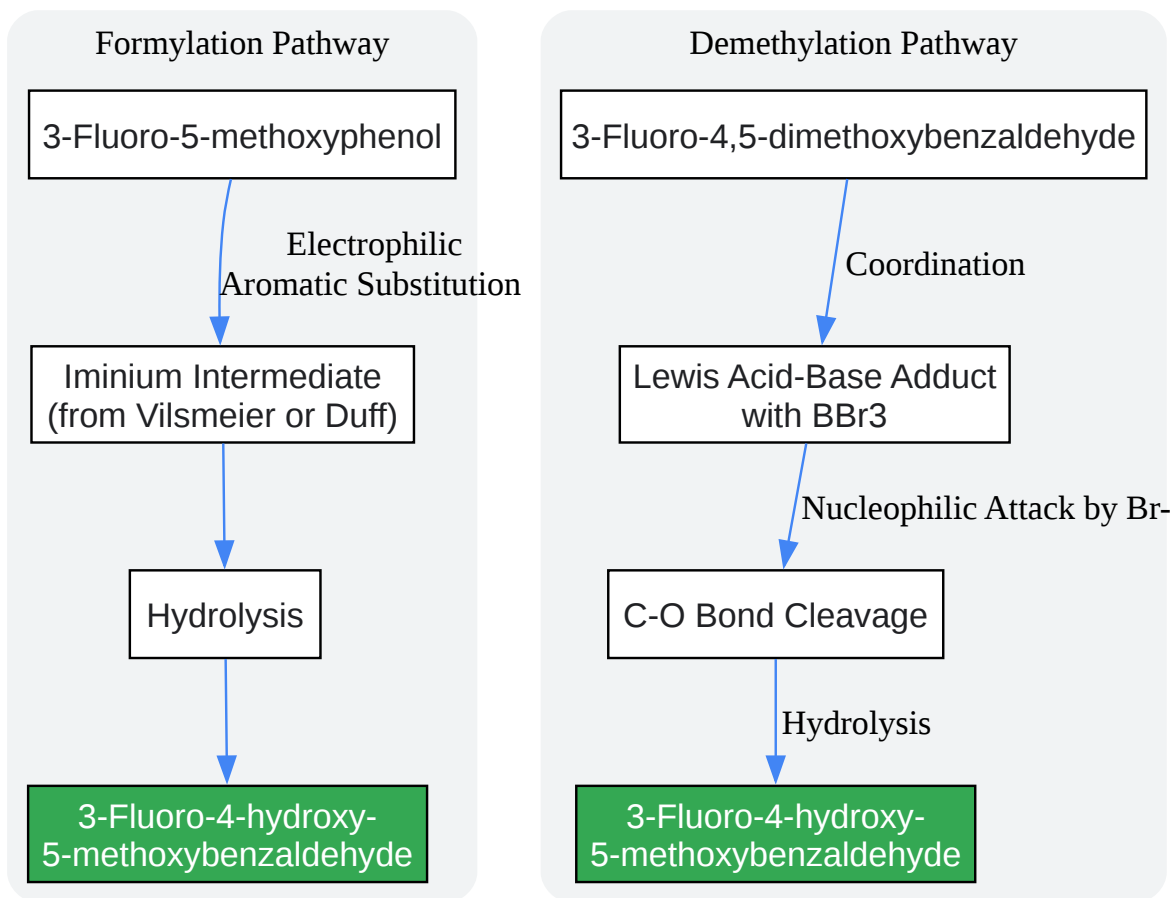 Formylation Pathway
3-Fluoro-5-methoxyphenol
Electrophilic
Aromatic Substitution
Iminium Intermediate
(from Vilsmeier or Duff)
Hydrolysis
3-Fluoro-4-hydroxy-
5-methoxybenzaldehyde
Demethylation Pathway
3-Fluoro-4,5-dimethoxybenzaldehyde
Coordination
Lewis Acid-Base Adduct
with BBr3
Nucleophilic Attack by Br-
C-O Bond Cleavage
Hydrolysis
3-Fluoro-4-hydroxy-
5-methoxybenzaldehyde